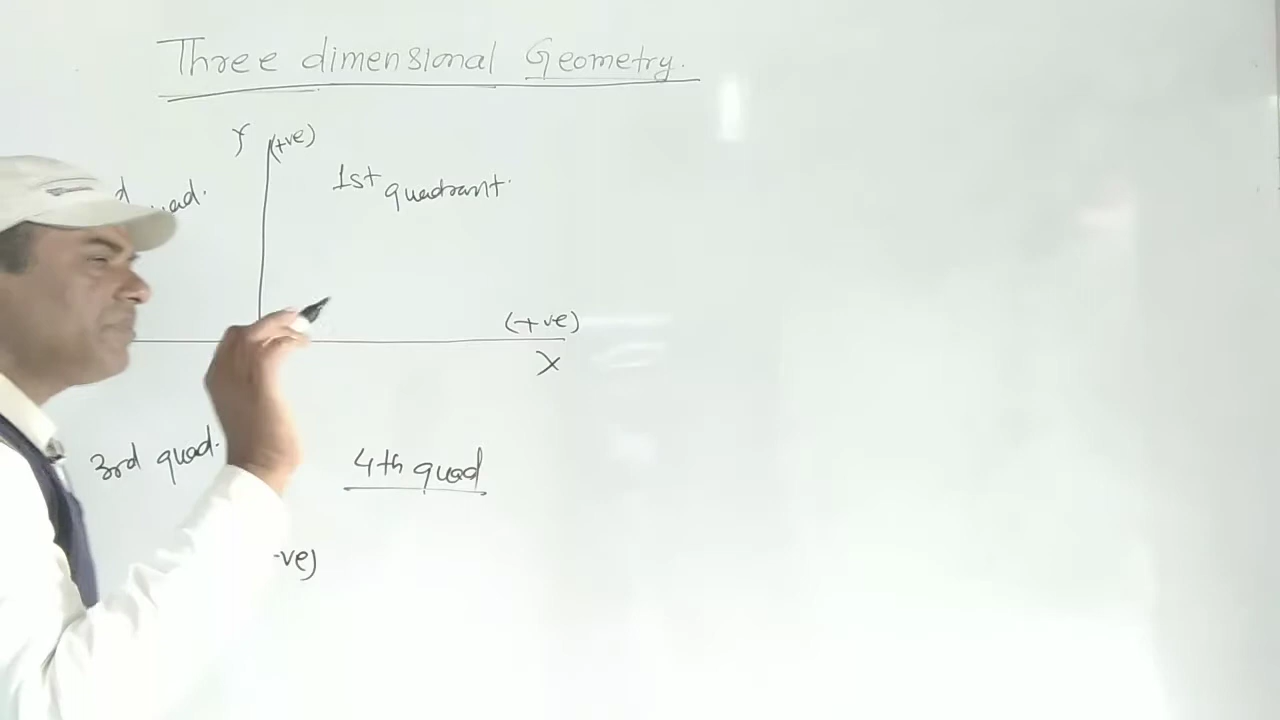 Three dimensional Geometry.
Y (+ve)
1st quadrant.
(+ve)
X
3rd quad.
4th quad
-ve)